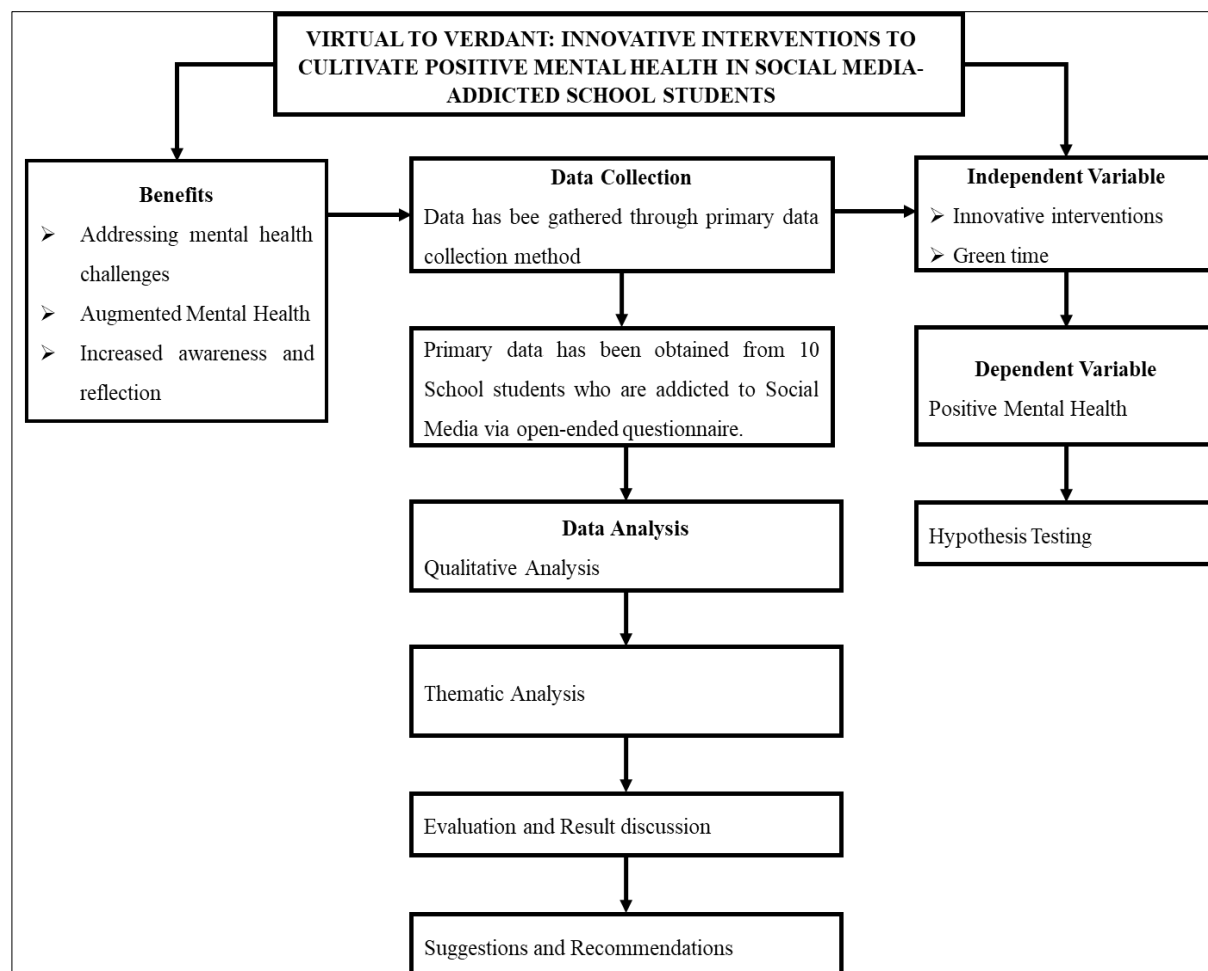 VIRTUAL TO VERDANT: INNOVATIVE INTERVENTIONS TO
CULTIVATE POSITIVE MENTAL HEALTH IN SOCIAL MEDIA-
ADDICTED SCHOOL STUDENTS
Benefits
➢ Addressing mental health
challenges
➢ Augmented Mental Health
➢ Increased awareness and
reflection
Data Collection
Data has bee gathered through primary data
collection method
Primary data has been obtained from 10
School students who are addicted to Social
Media via open-ended questionnaire.
Data Analysis
Qualitative Analysis
Thematic Analysis
Evaluation and Result discussion
Suggestions and Recommendations
Independent Variable
➢ Innovative interventions
➢ Green time
Dependent Variable
Positive Mental Health
Hypothesis Testing